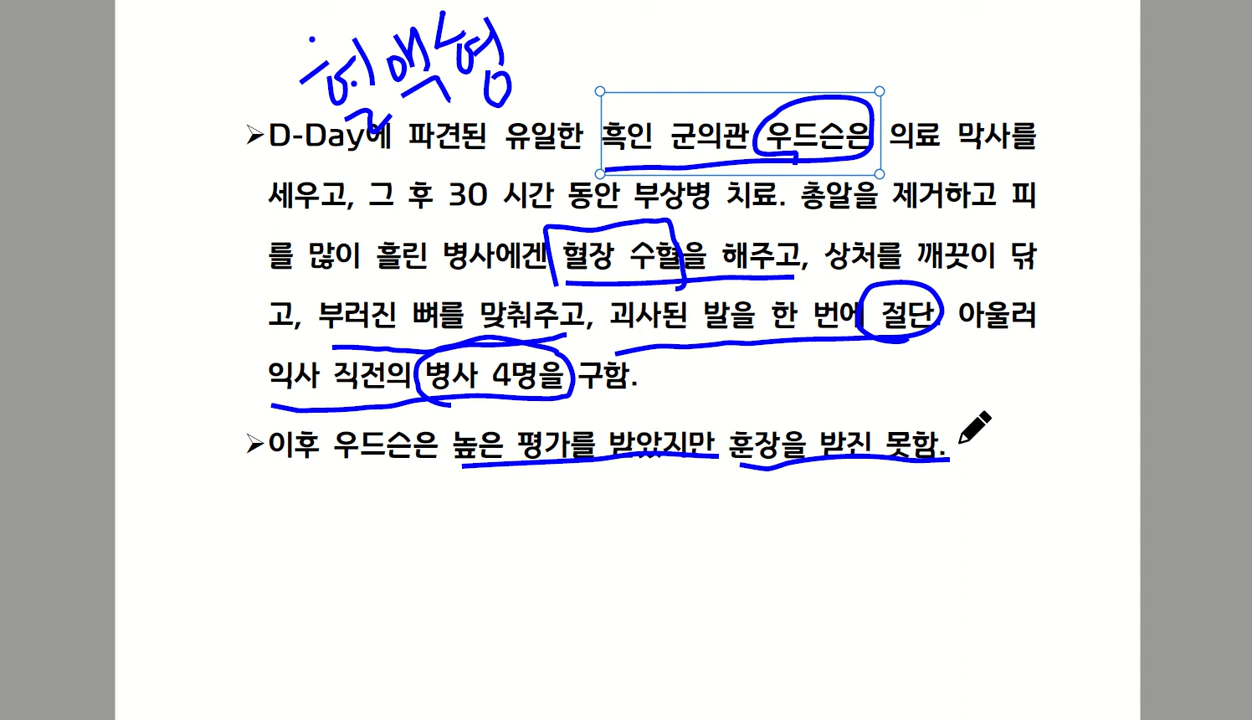 혈액형
➢D-Day에 파견된 유일한 흑인 군의관 우드슨은 의료 막사를
세우고, 그 후 30 시간 동안 부상병 치료. 총알을 제거하고 피
를 많이 흘린 병사에겐 혈장 수혈을 해주고, 상처를 깨끗이 닦
고, 부러진 뼈를 맞춰주고, 괴사된 발을 한 번에 절단. 아울러
익사 직전의 병사 4명을 구함.
➢이후 우드슨은 높은 평가를 받았지만 훈장을 받진 못함.